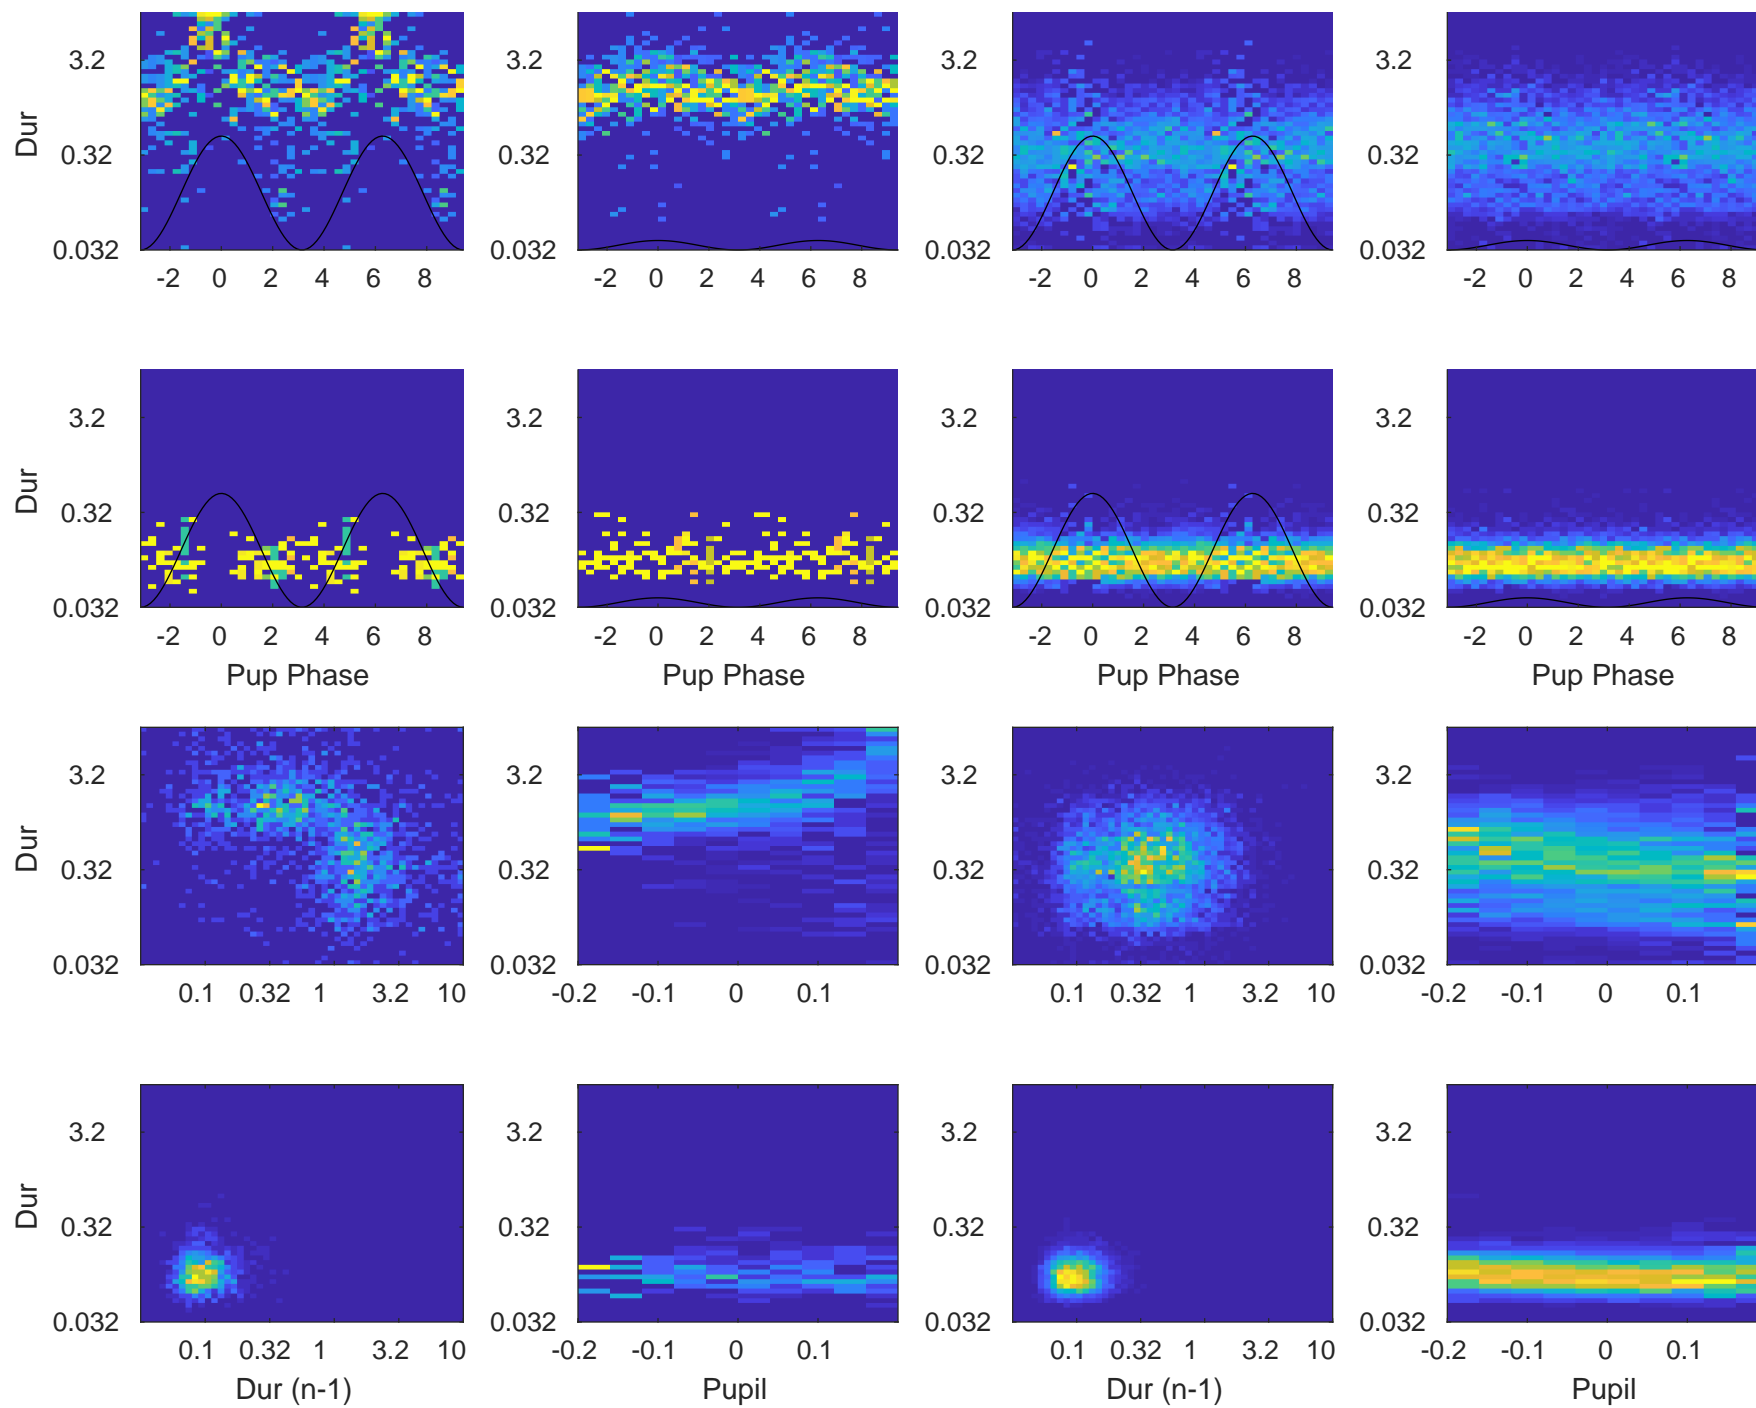 3.2 3.2 3.2 3.2
Dur
0.32 0.32 0.32 0.32
0.032 0.032 0.032 0.032
-2 0 2 4 6 8 -2 0 2 4 6 8 -2 0 2 4 6 8 -2 0 2 4 6 8
3.2 3.2 3.2 3.2
Dur
0.32 0.32 0.32 0.32
0.032 0.032 0.032 0.032
-2 0 2 4 6 8 -2 0 2 4 6 8 -2 0 2 4 6 8 -2 0 2 4 6 8
Pup Phase Pup Phase Pup Phase Pup Phase
3.2 3.2 3.2 3.2
Dur
0.32 0.32 0.32 0.32
0.032 0.032 0.032 0.032
0.1 0.32 1 3.2 10 -0.2 -0.1 0 0.1 0.1 0.32 1 3.2 10 -0.2 -0.1 0 0.1
3.2 3.2 3.2 3.2
Dur
0.32 0.32 0.32 0.32
0.032 0.032 0.032 0.032
0.1 0.32 1 3.2 10 -0.2 -0.1 0 0.1 0.1 0.32 1 3.2 10 -0.2 -0.1 0 0.1
Dur (n-1) Pupil Dur (n-1) Pupil